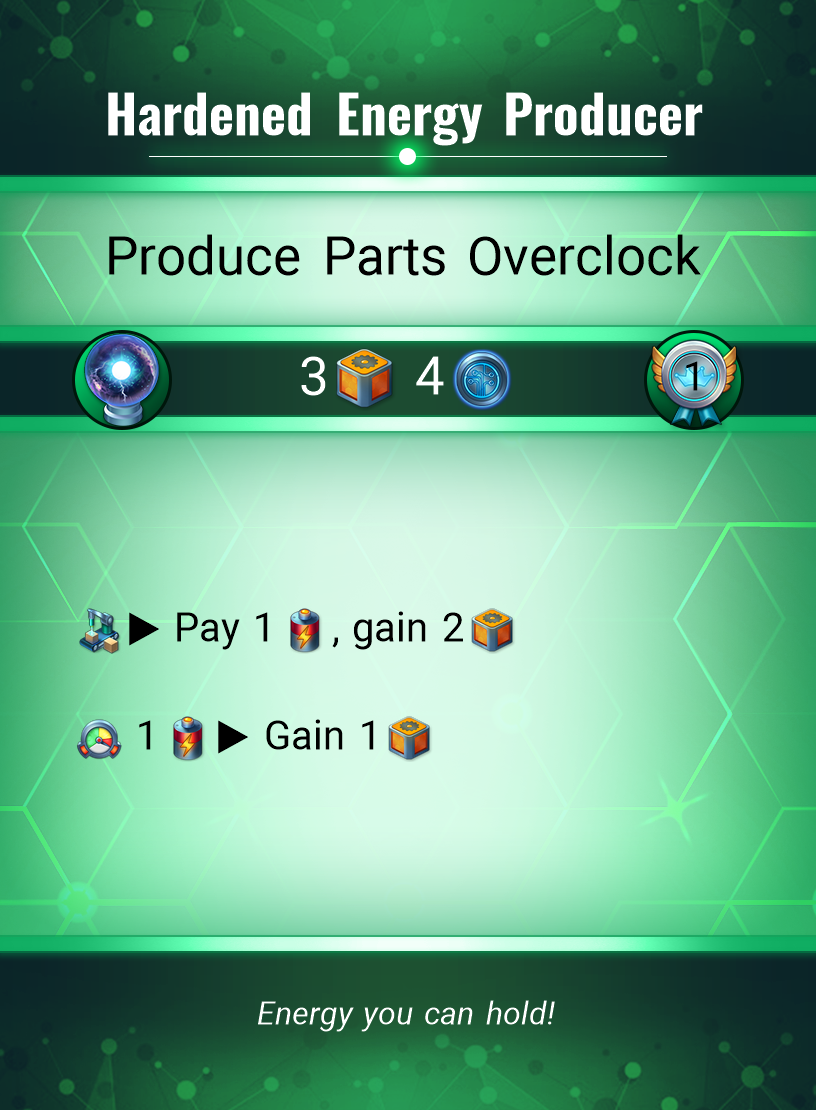 Hardened Energy Producer
Produce Parts Overclock
3 4 1
Pay 1 , gain 2
1 Gain 1
Energy you can hold!